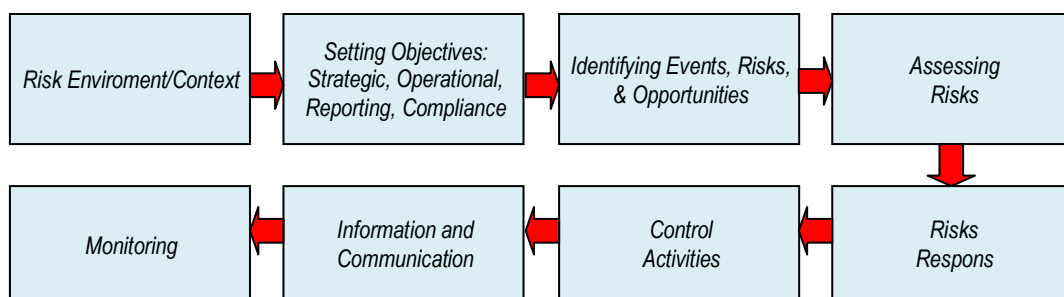 Risk Enviroment/Context
Setting Objectives:
Strategic, Operational,
Reporting, Compliance
Identifying Events, Risks,
& Opportunities
Assessing
Risks
Risks
Respons
Control
Activities
Information and
Communication
Monitoring